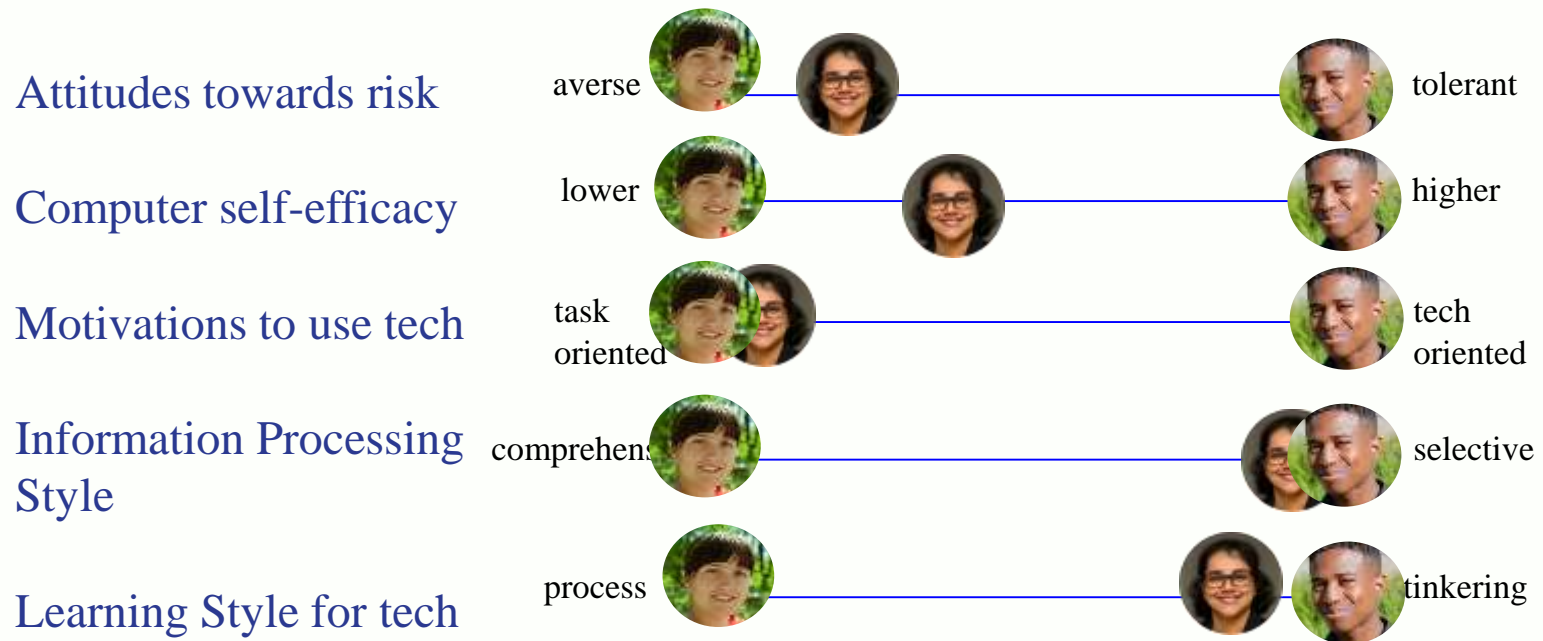 Attitudes towards risk
averse
tolerant
Computer self-efficacy
lower
higher
Motivations to use tech
task
oriented
tech
oriented
Information Processing
Style
comprehens
selective
Learning Style for tech
process
tinkering